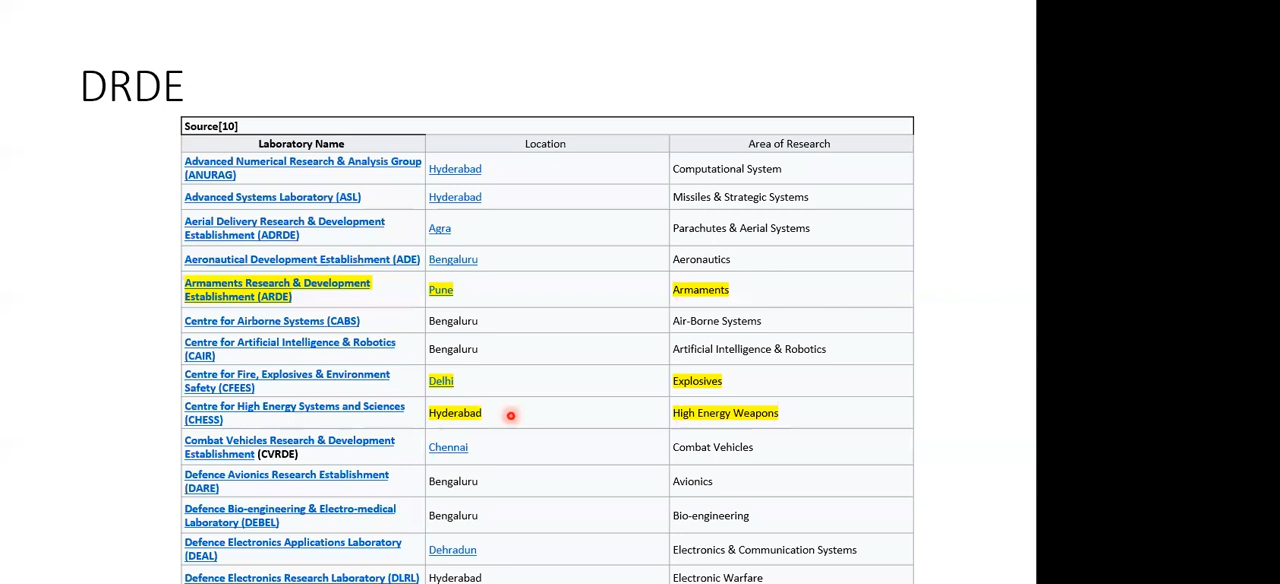 DRDE
Source[10]
Laboratory Name Location Area of Research
Advanced Numerical Research & Analysis Group
(ANURAG) Hyderabad Computational System
Advanced Systems Laboratory (ASL) Hyderabad Missiles & Strategic Systems
Aerial Delivery Research & Development
Establishment (ADRDE) Agra Parachutes & Aerial Systems
Aeronautical Development Establishment (ADE) Bengaluru Aeronautics
Armaments Research & Development
Establishment (ARDE) Pune Armaments
Centre for Airborne Systems (CABS) Bengaluru Air-Borne Systems
Centre for Artificial Intelligence & Robotics
(CAIR) Bengaluru Artificial Intelligence & Robotics
Centre for Fire, Explosives & Environment
Safety (CFEES) Delhi Explosives
Centre for High Energy Systems and Sciences
(CHESS) Hyderabad High Energy Weapons
Combat Vehicles Research & Development
Establishment (CVRDE) Chennai Combat Vehicles
Defence Avionics Research Establishment
(DARE) Bengaluru Avionics
Defence Bio-engineering & Electro-medical
Laboratory (DEBEL) Bengaluru Bio-engineering
Defence Electronics Applications Laboratory
(DEAL) Dehradun Electronics & Communication Systems
Defence Electronics Research Laboratory (DLRL) Hyderabad Electronic Warfare